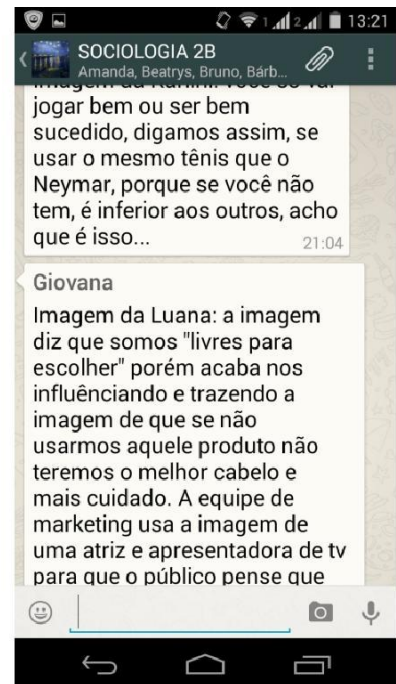 1 2 13:21
SOCIOLOGIA 2B
Amanda, Beatrys, Bruno, Bárb...
jogar bem ou ser bem
sucedido, digamos assim, se
usar o mesmo tênis que o
Neymar, porque se você não
tem, é inferior aos outros, acho
que é isso...
21:04
Giovana
Imagem da Luana: a imagem
diz que somos "livres para
escolher" porém acaba nos
influênciando e trazendo a
imagem de que se não
usarmos aquele produto não
teremos o melhor cabelo e
mais cuidado. A equipe de
marketing usa a imagem de
uma atriz e apresentadora de tv
para que o público pense que